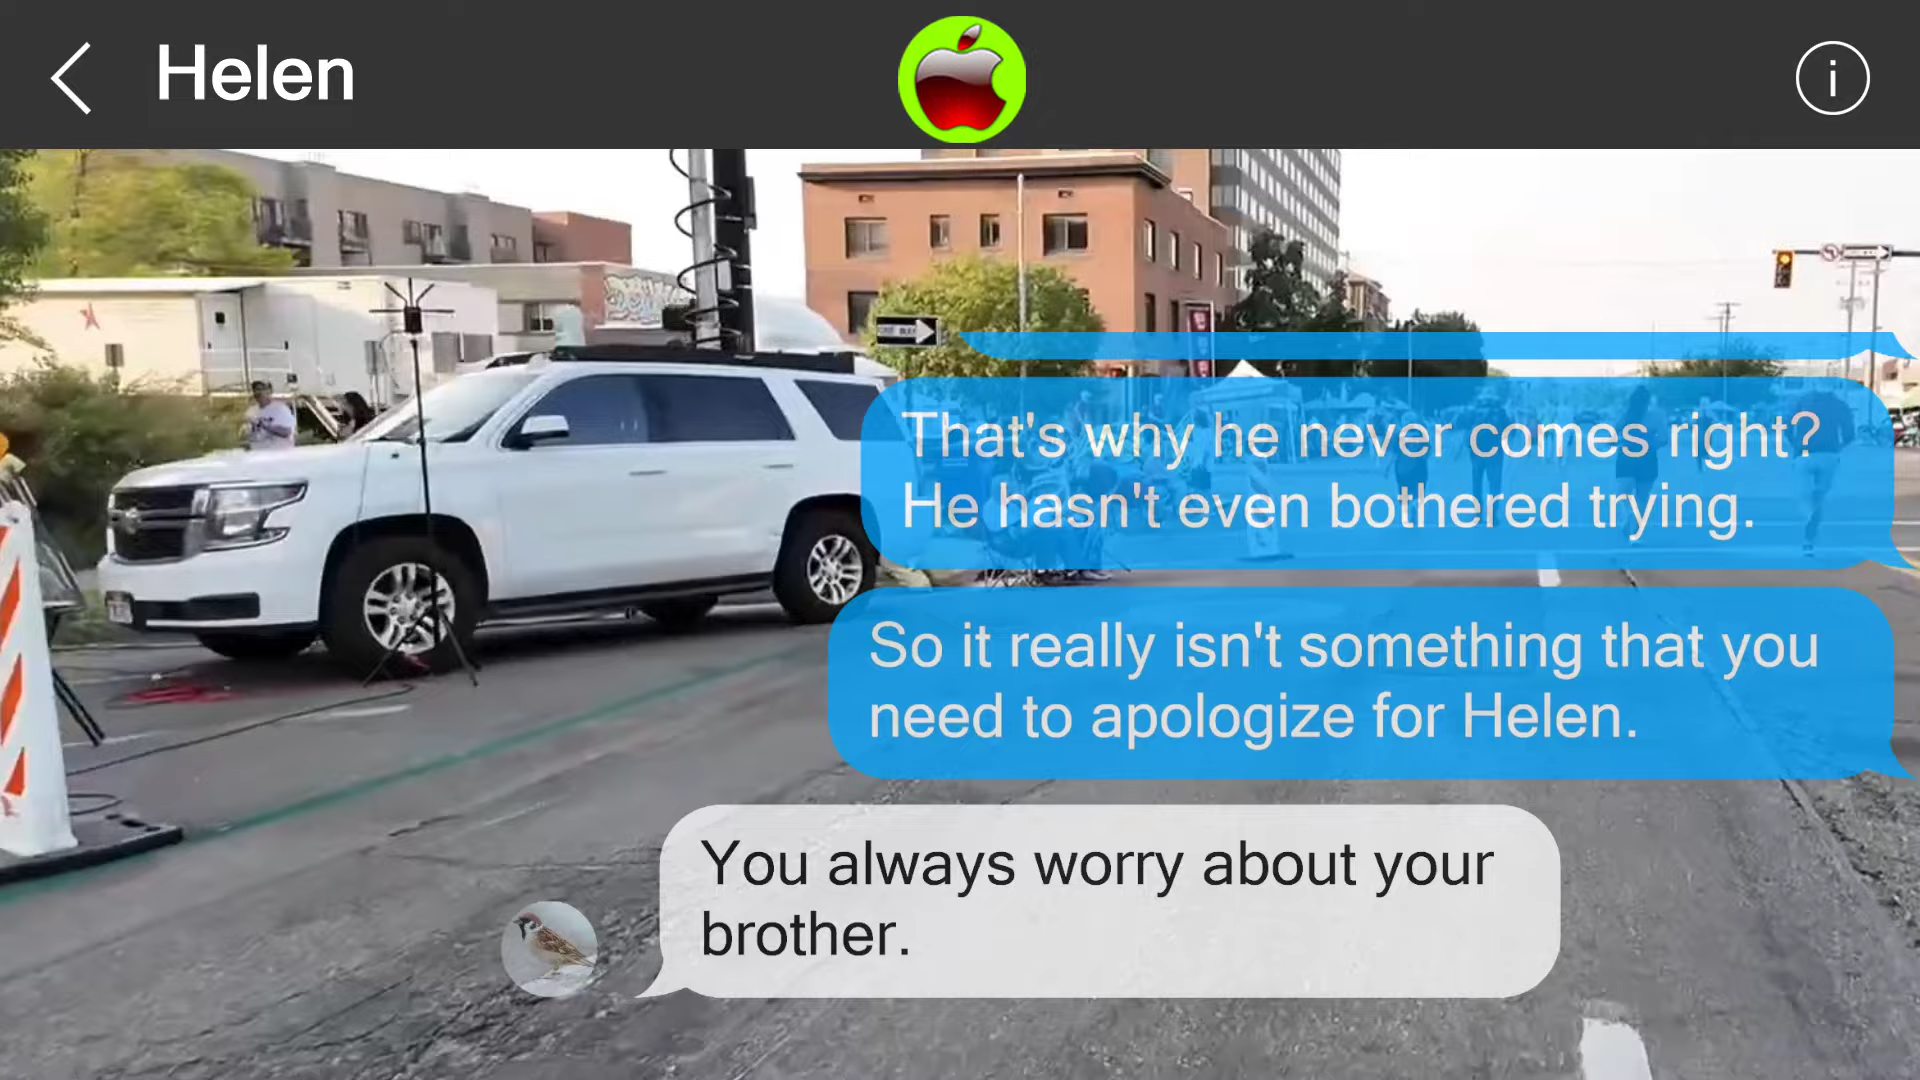 Helen
That's why he never comes right?
He hasn't even bothered trying.
So it really isn't something that you
need to apologize for Helen.
You always worry about your
brother.